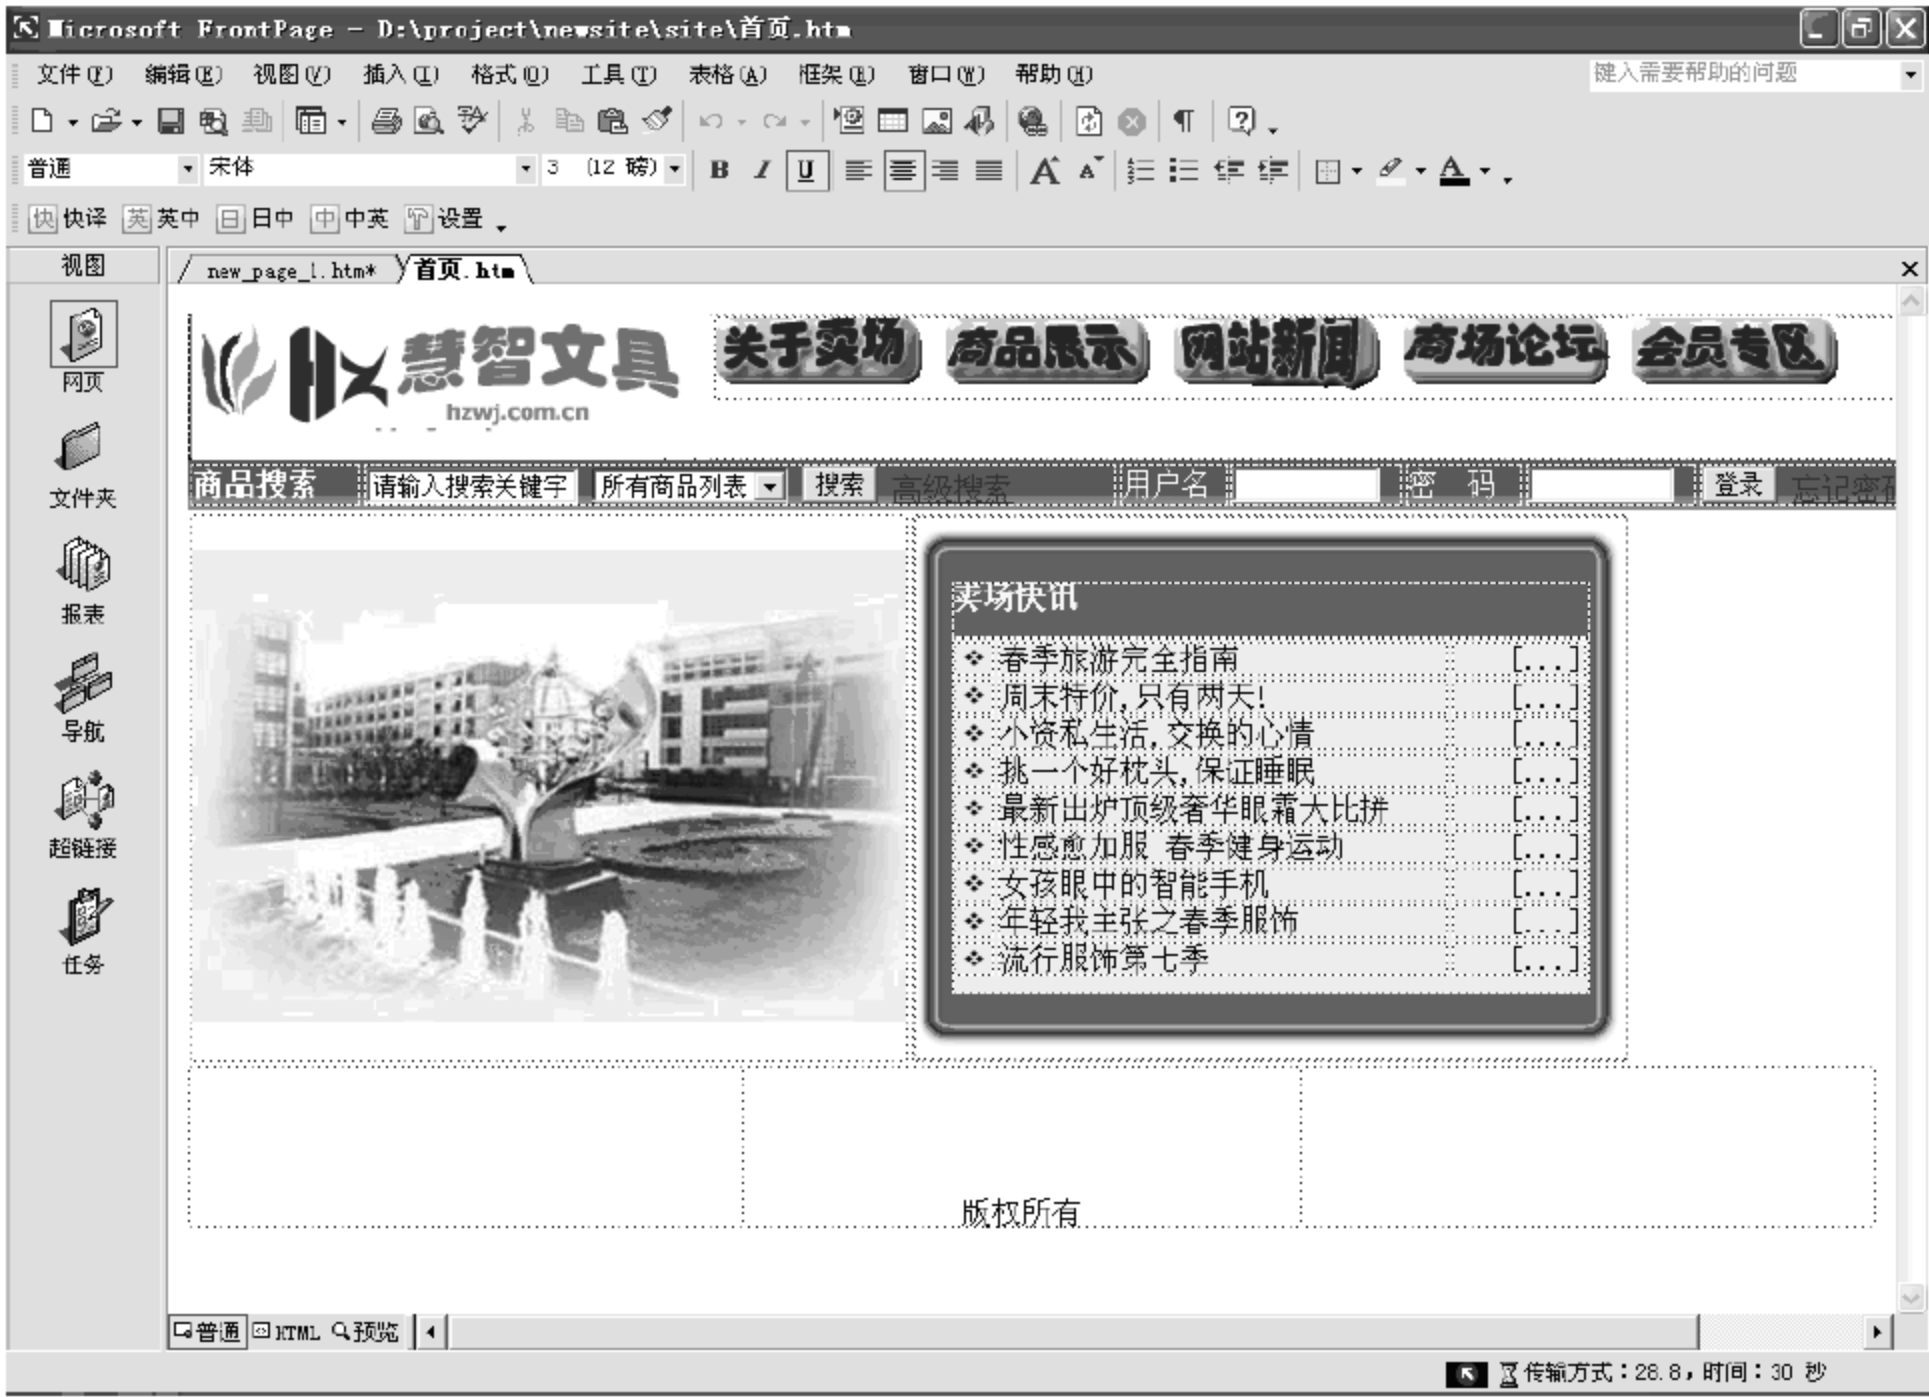 Microsoft FrontPage - D:\project\newsite\site\首页.htm
文件(F) 编辑(E) 视图(V) 插入(I) 格式(O) 工具(T) 表格(A) 框架(R) 窗口(W) 帮助(H) 键入需要帮助的问题
普通 宋体 3 (12 磅) B I U A A A
快 快译 英 英中 日 日中 中 中英 设置
视图 new_page_1.htm* 首页.htm
网页
文件夹
报表
导航
超链接
任务
慧智文具
hzwj.com.cn
关于卖场 商品展示 网站新闻 商场论坛 会员专区
商品搜索 请输入搜索关键字 所有商品列表 搜索 高级搜索 用户名 密 码 登录 忘记密码
卖场快讯
❖ 春季旅游完全指南 [...]
❖ 周末特价,只有两天! [...]
❖ 小资私生活,交换的心情 [...]
❖ 挑一个好枕头,保证睡眠 [...]
❖ 最新出炉顶级奢华眼霜大比拼 [...]
❖ 性感愈加服 春季健身运动 [...]
❖ 女孩眼中的智能手机 [...]
❖ 年轻我主张之春季服饰 [...]
❖ 流行服饰第七季 [...]
版权所有
普通 HTML 预览
传输方式：28.8，时间：30 秒